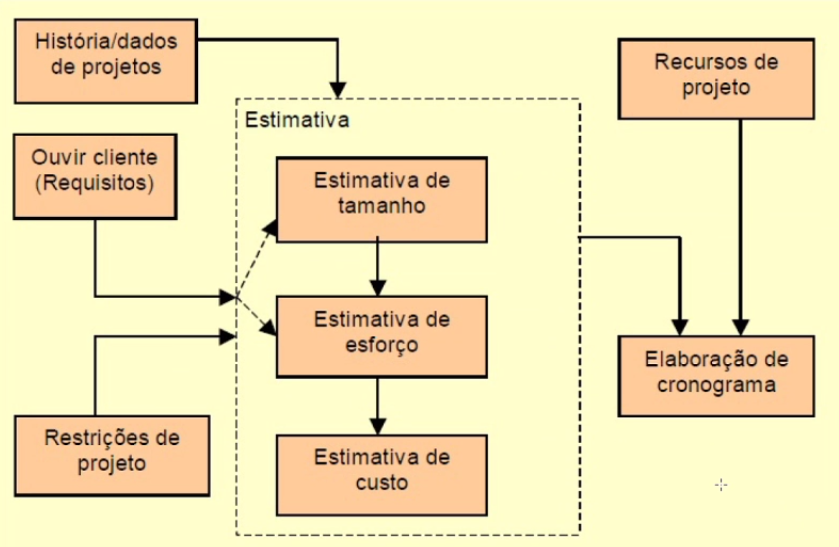 História/dados
de projetos
Recursos de
projeto
Estimativa
Ouvir cliente
(Requisitos)
Estimativa de
tamanho
Estimativa de
esforço
Elaboração de
cronograma
Restrições de
projeto
Estimativa de
custo